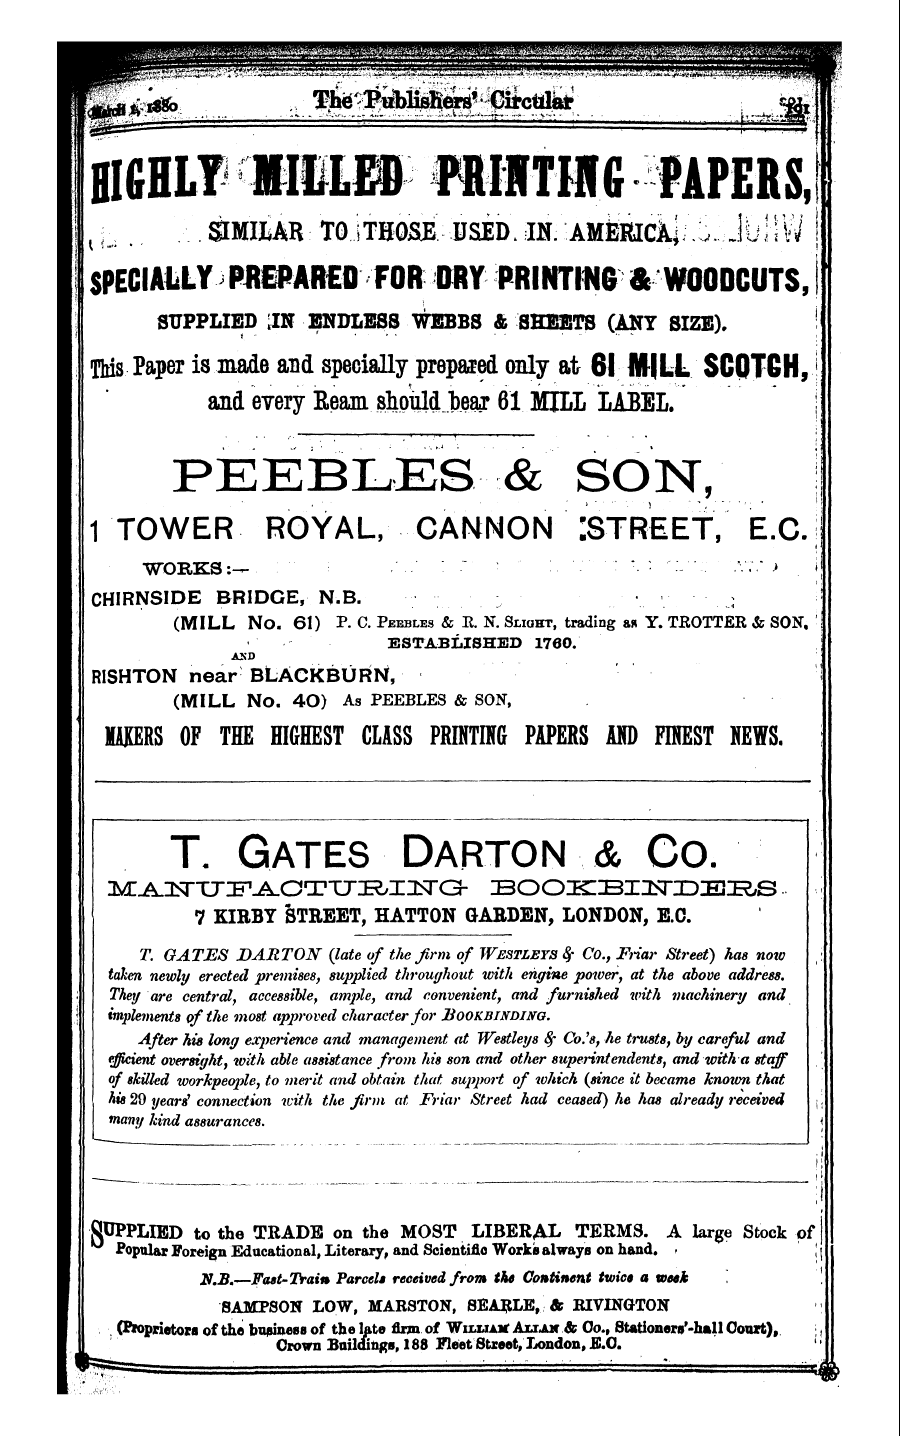 March 1, 1880 The Publishers' Circular 191
HIGHLY MILLED PRINTING PAPERS,
SIMILAR TO THOSE USED IN AMERICA,
SPECIALLY PREPARED FOR DRY PRINTING & WOODCUTS,
SUPPLIED IN ENDLESS WEBBS & SHEETS (ANY SIZE).
This Paper is made and specially prepared only at 61 MILL SCOTCH,
and every Ream should bear 61 MILL LABEL.
PEEBLES & SON,
1 TOWER ROYAL, CANNON STREET, E.C.
WORKS:—
CHIRNSIDE BRIDGE, N.B.
(MILL No. 61) P. C. PEEBLES & R. N. SLIGHT, trading as Y. TROTTER & SON.
ESTABLISHED 1760.
AND
RISHTON near BLACKBURN,
(MILL No. 40) As PEEBLES & SON,
MAKERS OF THE HIGHEST CLASS PRINTING PAPERS AND FINEST NEWS.
T. GATES DARTON & CO.
MANUFACTURING BOOKBINDERS
7 KIRBY STREET, HATTON GARDEN, LONDON, E.C.
T. GATES DARTON (late of the firm of WESTLEYS & Co., Friar Street) has now
taken newly erected premises, supplied throughout with engine power, at the above address.
They are central, accessible, ample, and convenient, and furnished with machinery and
implements of the most approved character for BOOKBINDING.
After his long experience and management at Westleys & Co.'s, he trusts, by careful and
efficient oversight, with able assistance from his son and other superintendents, and with a staff
of skilled workpeople, to merit and obtain that support of which (since it became known that
his 29 years' connection with the firm at Friar Street had ceased) he has already received
many kind assurances.
SUPPLIED to the TRADE on the MOST LIBERAL TERMS. A large Stock of
Popular Foreign Educational, Literary, and Scientific Works always on hand.
N.B.—Fast-Train Parcels received from the Continent twice a week
SAMPSON LOW, MARSTON, SEARLE, & RIVINGTON
(Proprietors of the business of the late firm of WILLIAM ALLAN & Co., Stationers'-hall Court),
Crown Buildings, 188 Fleet Street, London, E.C.